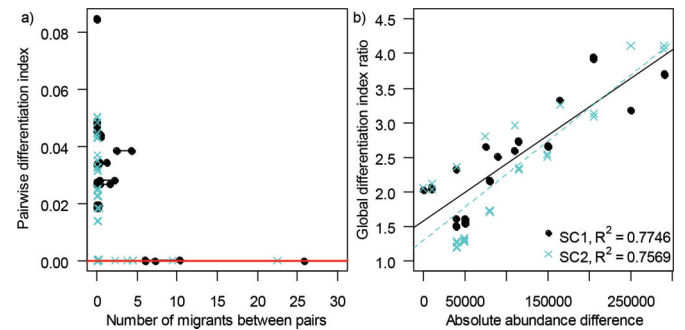 a)
Pairwise differentiation index
0.08
0.06
0.04
0.02
0.00
0 5 10 15 20 25 30
Number of migrants between pairs
b)
Global differentiation index ratio
4.5
4.0
3.5
3.0
2.5
2.0
1.5
1.0
SC1, R² = 0.7746
SC2, R² = 0.7569
0 50000 150000 250000
Absolute abundance difference